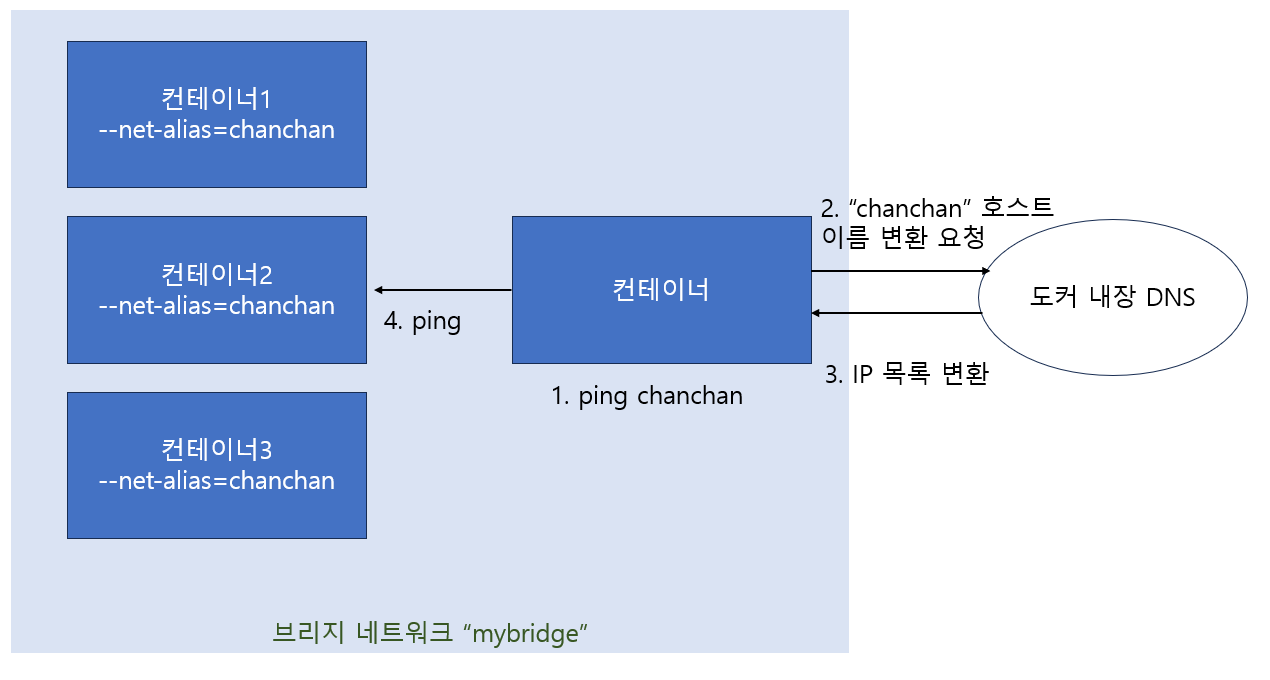 컨테이너1
--net-alias=chanchan
컨테이너2
--net-alias=chanchan
컨테이너3
--net-alias=chanchan
컨테이너
1. ping chanchan
2. “chanchan” 호스트
이름 변환 요청
도커 내장 DNS
3. IP 목록 변환
4. ping
브리지 네트워크 “mybridge”